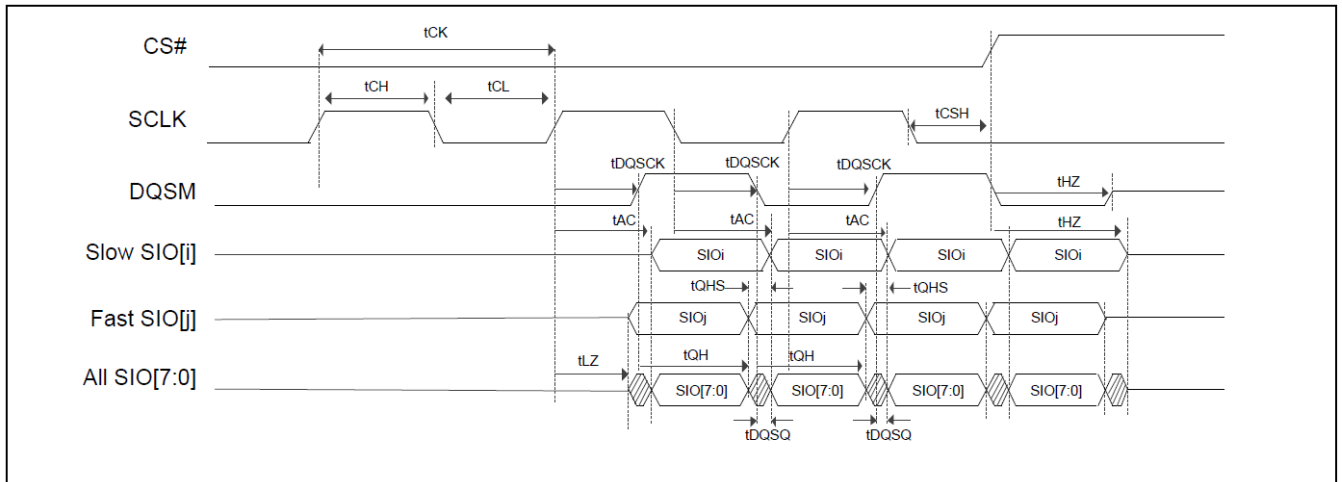 CS#
tCK
tCH
tCL
SCLK
tCSH
DQSM
tDQSCK
tDQSCK
tDQSCK
tHZ
tAC
tAC
tAC
tHZ
Slow SIO[i]
SIOi
SIOi
SIOi
SIOi
tQHS
tQHS
Fast SIO[j]
SIOj
SIOj
SIOj
SIOj
tLZ
tQH
tQH
All SIO[7:0]
SIO[7:0]
SIO[7:0]
SIO[7:0]
SIO[7:0]
tDQSQ
tDQSQ